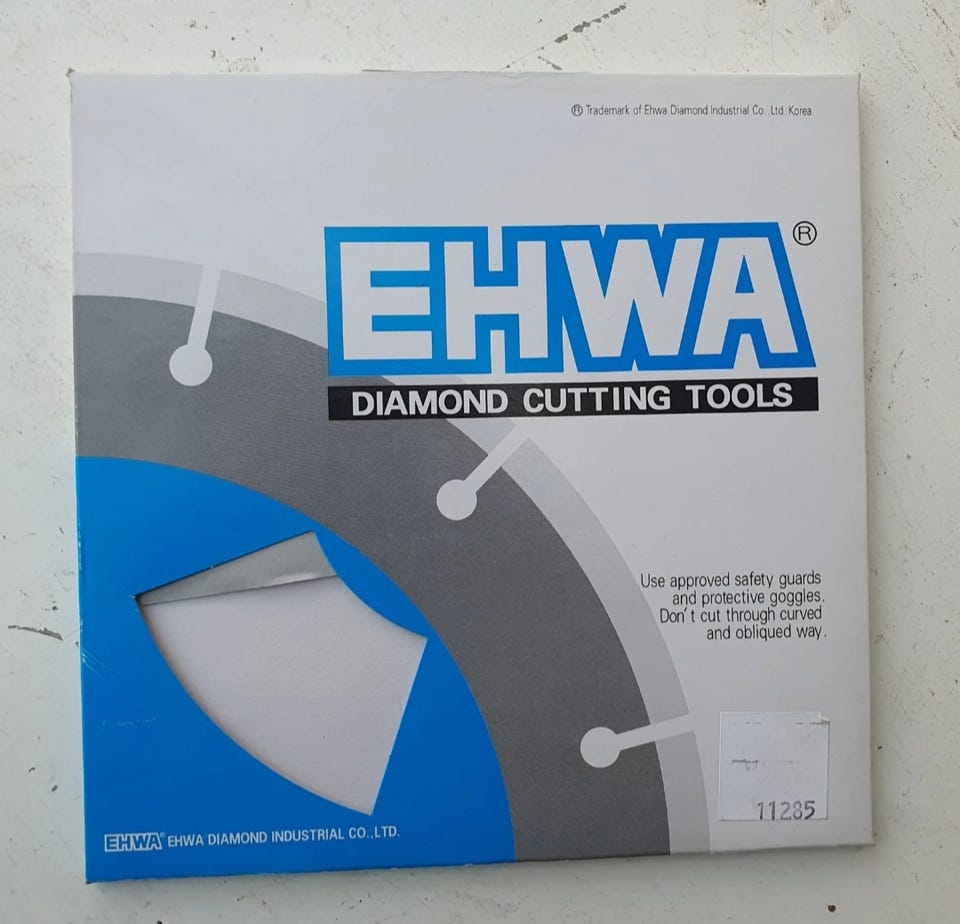 ® Trademark of Ehwa Diamond Industrial Co., Ltd. Korea.
EHWA®
DIAMOND CUTTING TOOLS
Use approved safety guards
and protective goggles.
Don't cut through curved
and obliqued way.
11285
EHWA® EHWA DIAMOND INDUSTRIAL CO.,LTD.